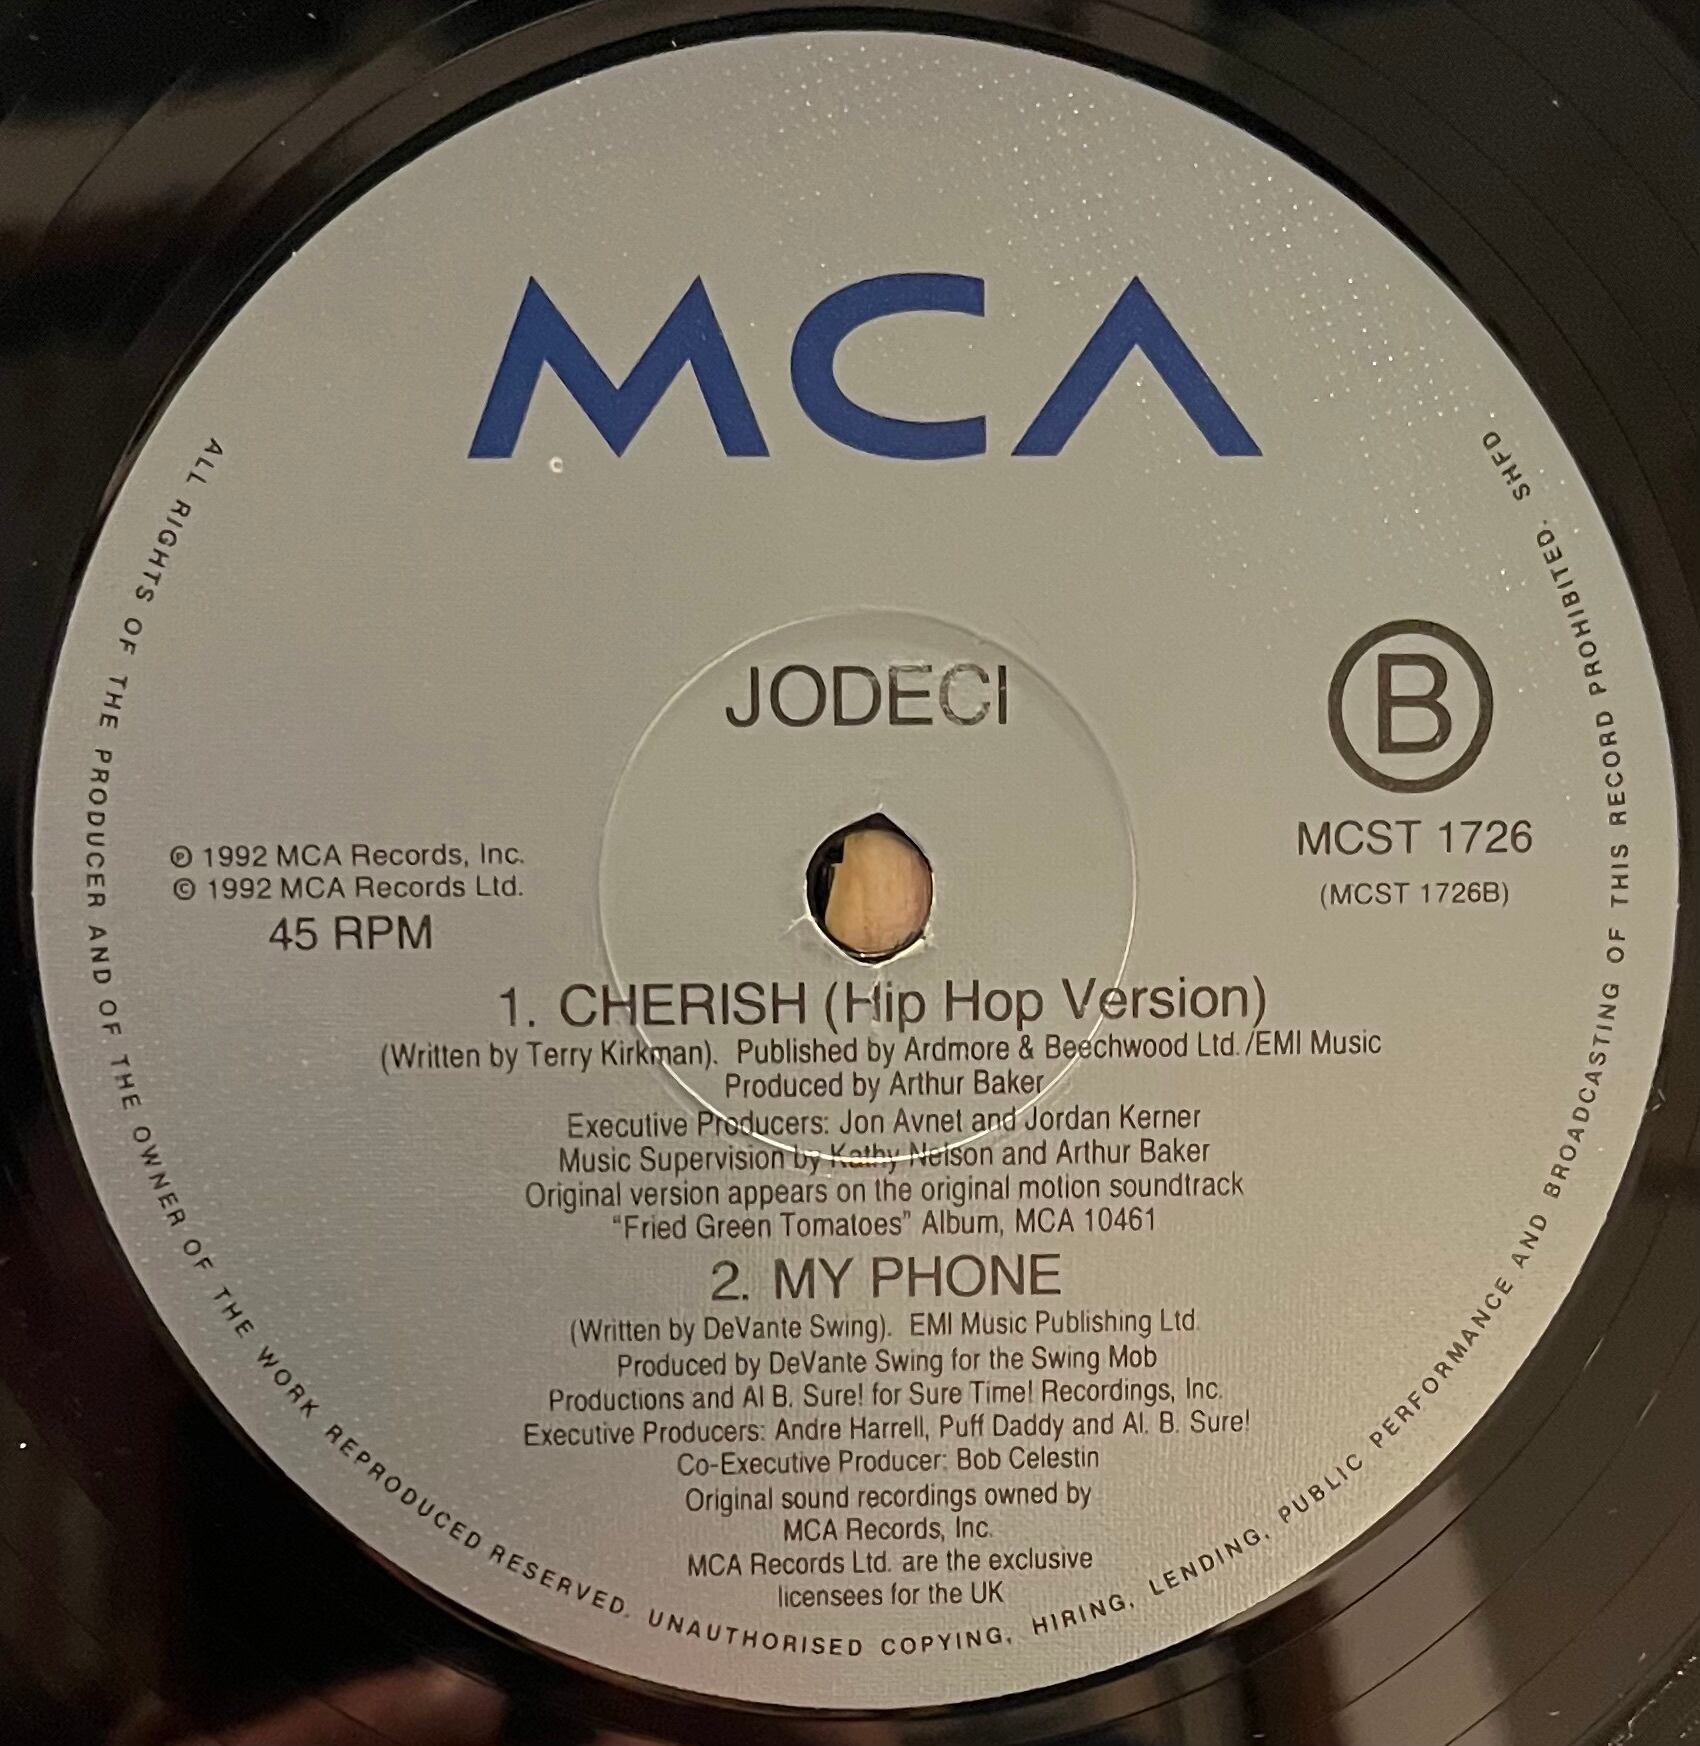 MCA
JODECI
B
MCST 1726
(MCST 1726B)
℗ 1992 MCA Records, Inc.
© 1992 MCA Records Ltd.
45 RPM
1. CHERISH (Hip Hop Version)
(Written by Terry Kirkman). Published by Ardmore & Beechwood Ltd./EMI Music
Produced by Arthur Baker
Executive Producers: Jon Avnet and Jordan Kerner
Music Supervision by Kathy Nelson and Arthur Baker
Original version appears on the original motion soundtrack
"Fried Green Tomatoes" Album, MCA 10461
2. MY PHONE
(Written by DeVante Swing). EMI Music Publishing Ltd.
Produced by DeVante Swing for the Swing Mob
Productions and Al B. Sure! for Sure Time! Recordings, Inc.
Executive Producers: Andre Harrell, Puff Daddy and Al. B. Sure!
Co-Executive Producer: Bob Celestin
Original sound recordings owned by
MCA Records, Inc.
MCA Records Ltd. are the exclusive
licensees for the UK
ALL RIGHTS OF THE PRODUCER AND OF THE OWNER OF THE WORK REPRODUCED RESERVED. UNAUTHORISED COPYING, HIRING, LENDING, PUBLIC PERFORMANCE AND BROADCASTING OF THIS RECORD PROHIBITED. SHFD